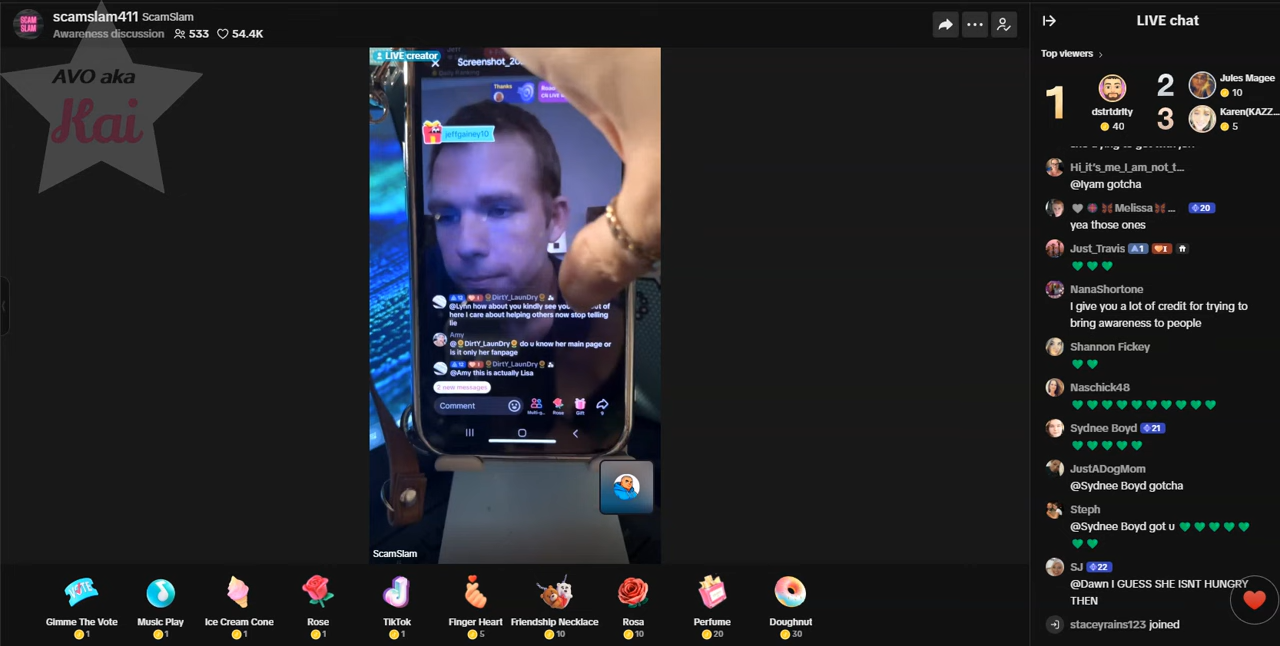 scamslam411 ScamSlam
Awareness discussion 533 54.4K
AVO aka
Kai
LIVE creator
Thanks
jeffgainey10
DirtY_LaunDry
@Lynn how about you kindly see of
here I care about helping others now stop telling
lie
Amy
@DirtY_LaunDry do u know her main page or
is it only her fanpage
DirtY_LaunDry
@Amy this is actually Lisa
2 new messages
Comment
Rose
Gift
ScamSlam
Gimme The Vote
1
Music Play
1
Ice Cream Cone
1
Rose
1
TikTok
1
Finger Heart
5
Friendship Necklace
10
Rosa
10
Perfume
20
Doughnut
30
LIVE chat
Top viewers
1
dstrtdrlty
40
2
Jules Magee
10
3
Karen(KAZZ...
5
Hi_it's_me_I_am_not_t...
@Iyam gotcha
Melissa ... 20
yea those ones
Just_Travis 1 I
NanaShortone
I give you a lot of credit for trying to
bring awareness to people
Shannon Fickey
Naschick48
Sydnee Boyd 21
JustADogMom
@Sydnee Boyd gotcha
Steph
@Sydnee Boyd got u
SJ 22
@Dawn I GUESS SHE ISNT HUNGRY
THEN
staceyrains123 joined